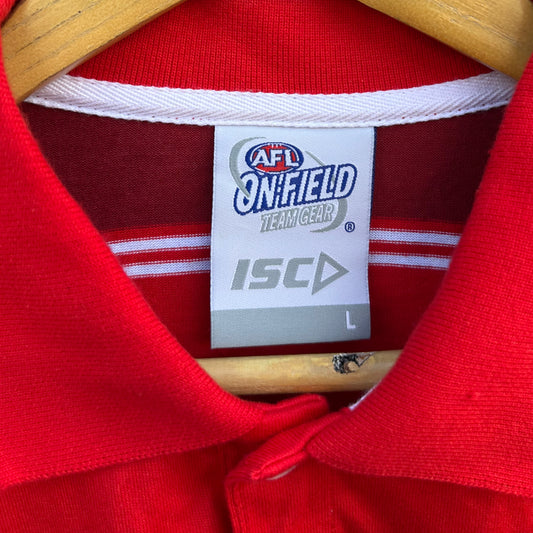 AFL
ON-FIELD
TEAM GEAR
®
ISC
L